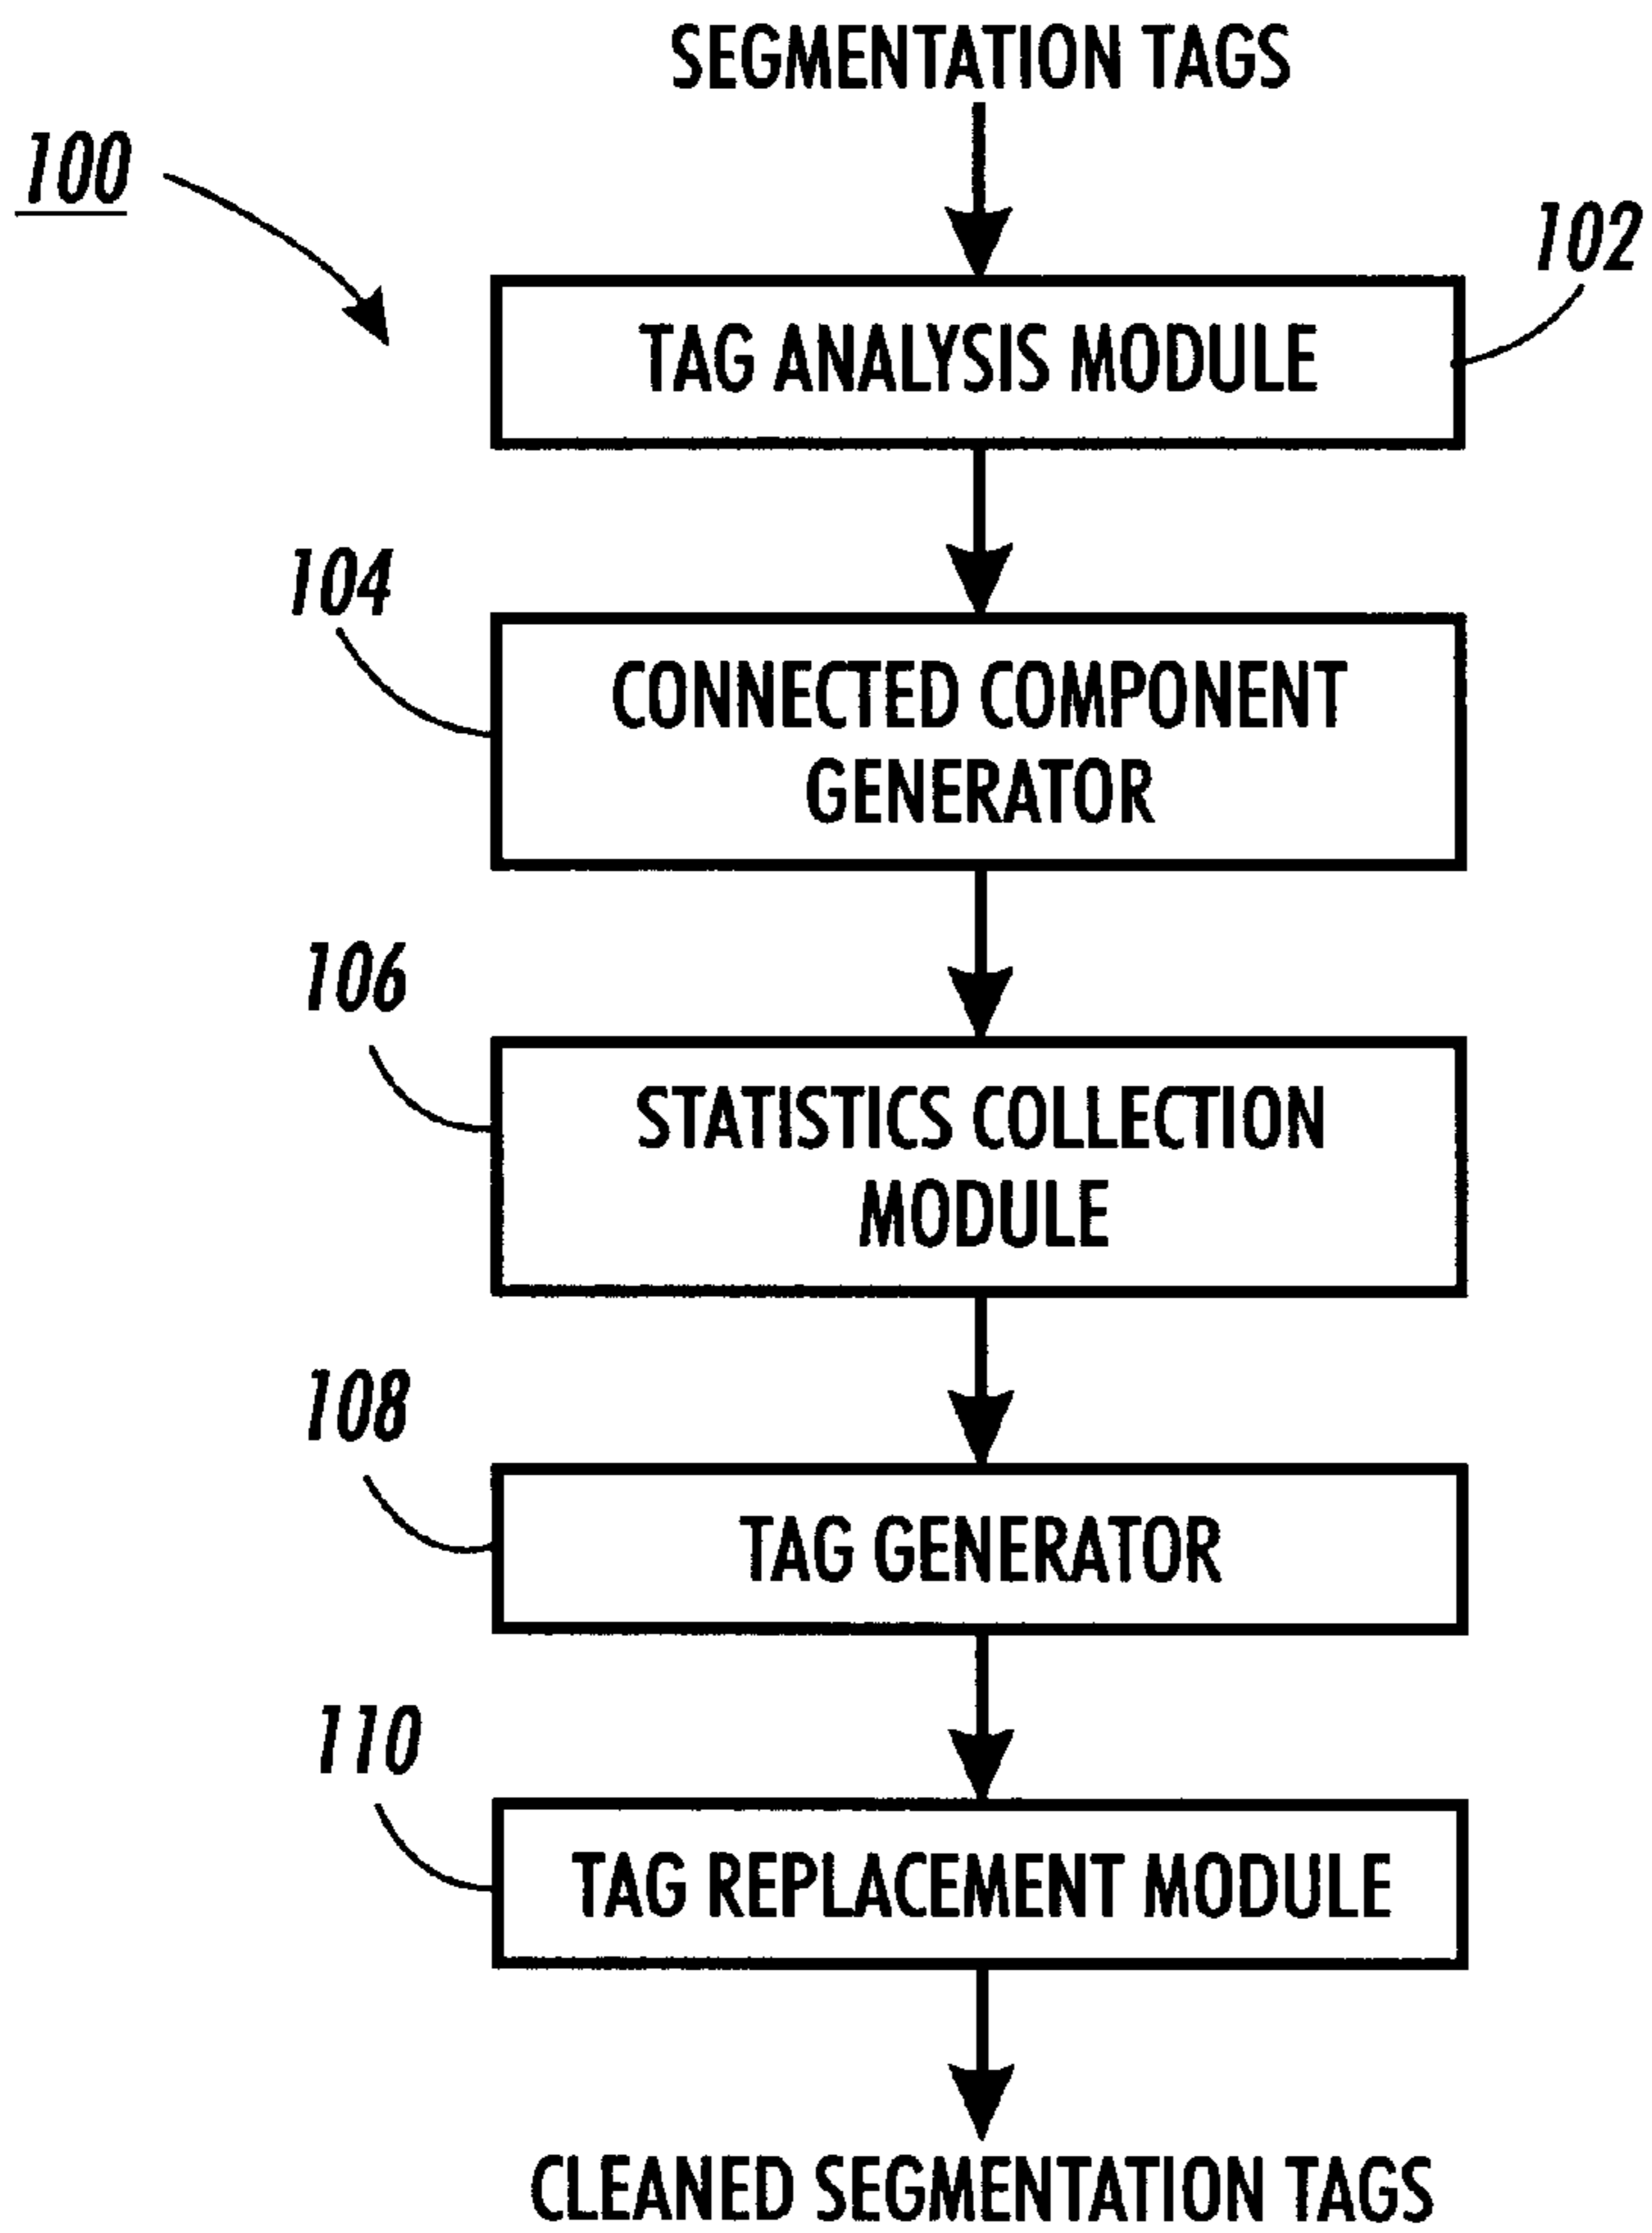 SEGMENTATION TAGS
100
102
TAG ANALYSIS MODULE
104
CONNECTED COMPONENT
GENERATOR
106
STATISTICS COLLECTION
MODULE
108
TAG GENERATOR
110
TAG REPLACEMENT MODULE
CLEANED SEGMENTATION TAGS